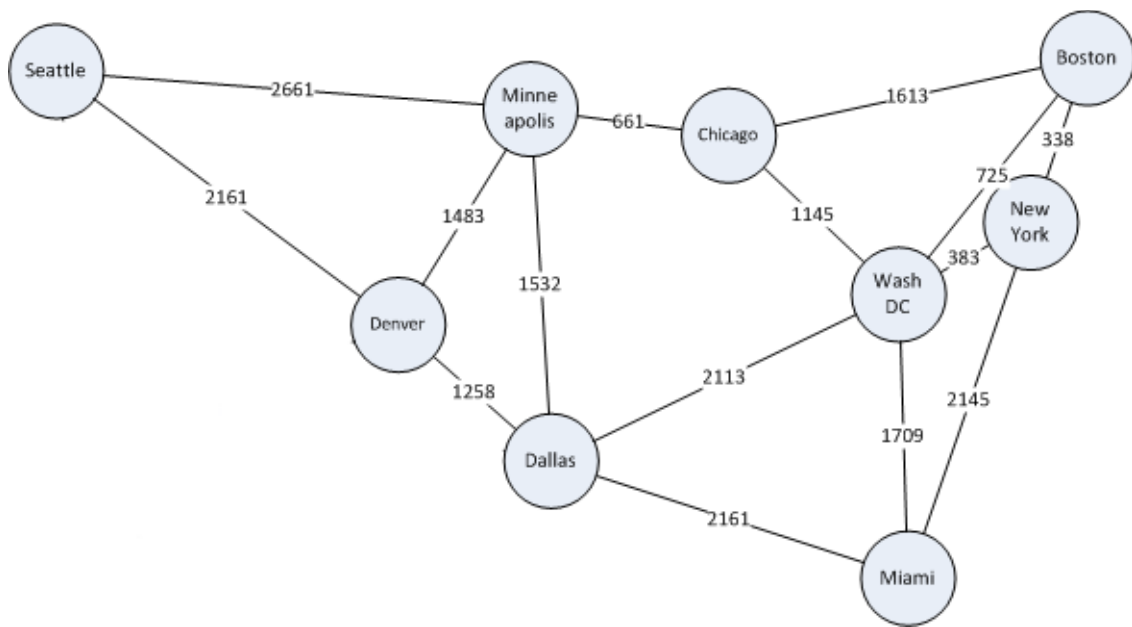 Boston
Seattle
2661
Minne
apolis
1613
661
Chicago
338
725
2161
1483
1145
New
York
383
1532
Wash
DC
Denver
2113
1258
2145
1709
Dallas
2161
Miami